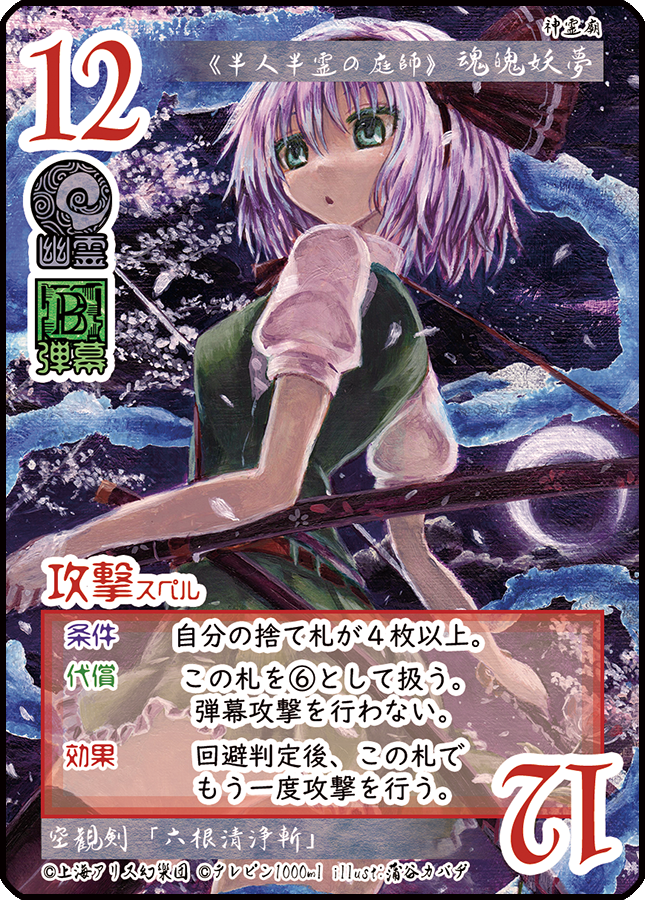 神霊廟
12
《半人半霊の庭師》 魂魄妖夢
幽霊
B
弾幕
攻撃スペル
条件 自分の捨て札が4枚以上。
代償 この札を⑥として扱う。
弾幕攻撃を行わない。
効果 回避判定後、この札で
もう一度攻撃を行う。
12
空観剣「六根清浄斬」
©上海アリス幻樂団 ©テレピン1000ml illust:蒲谷カバヂ